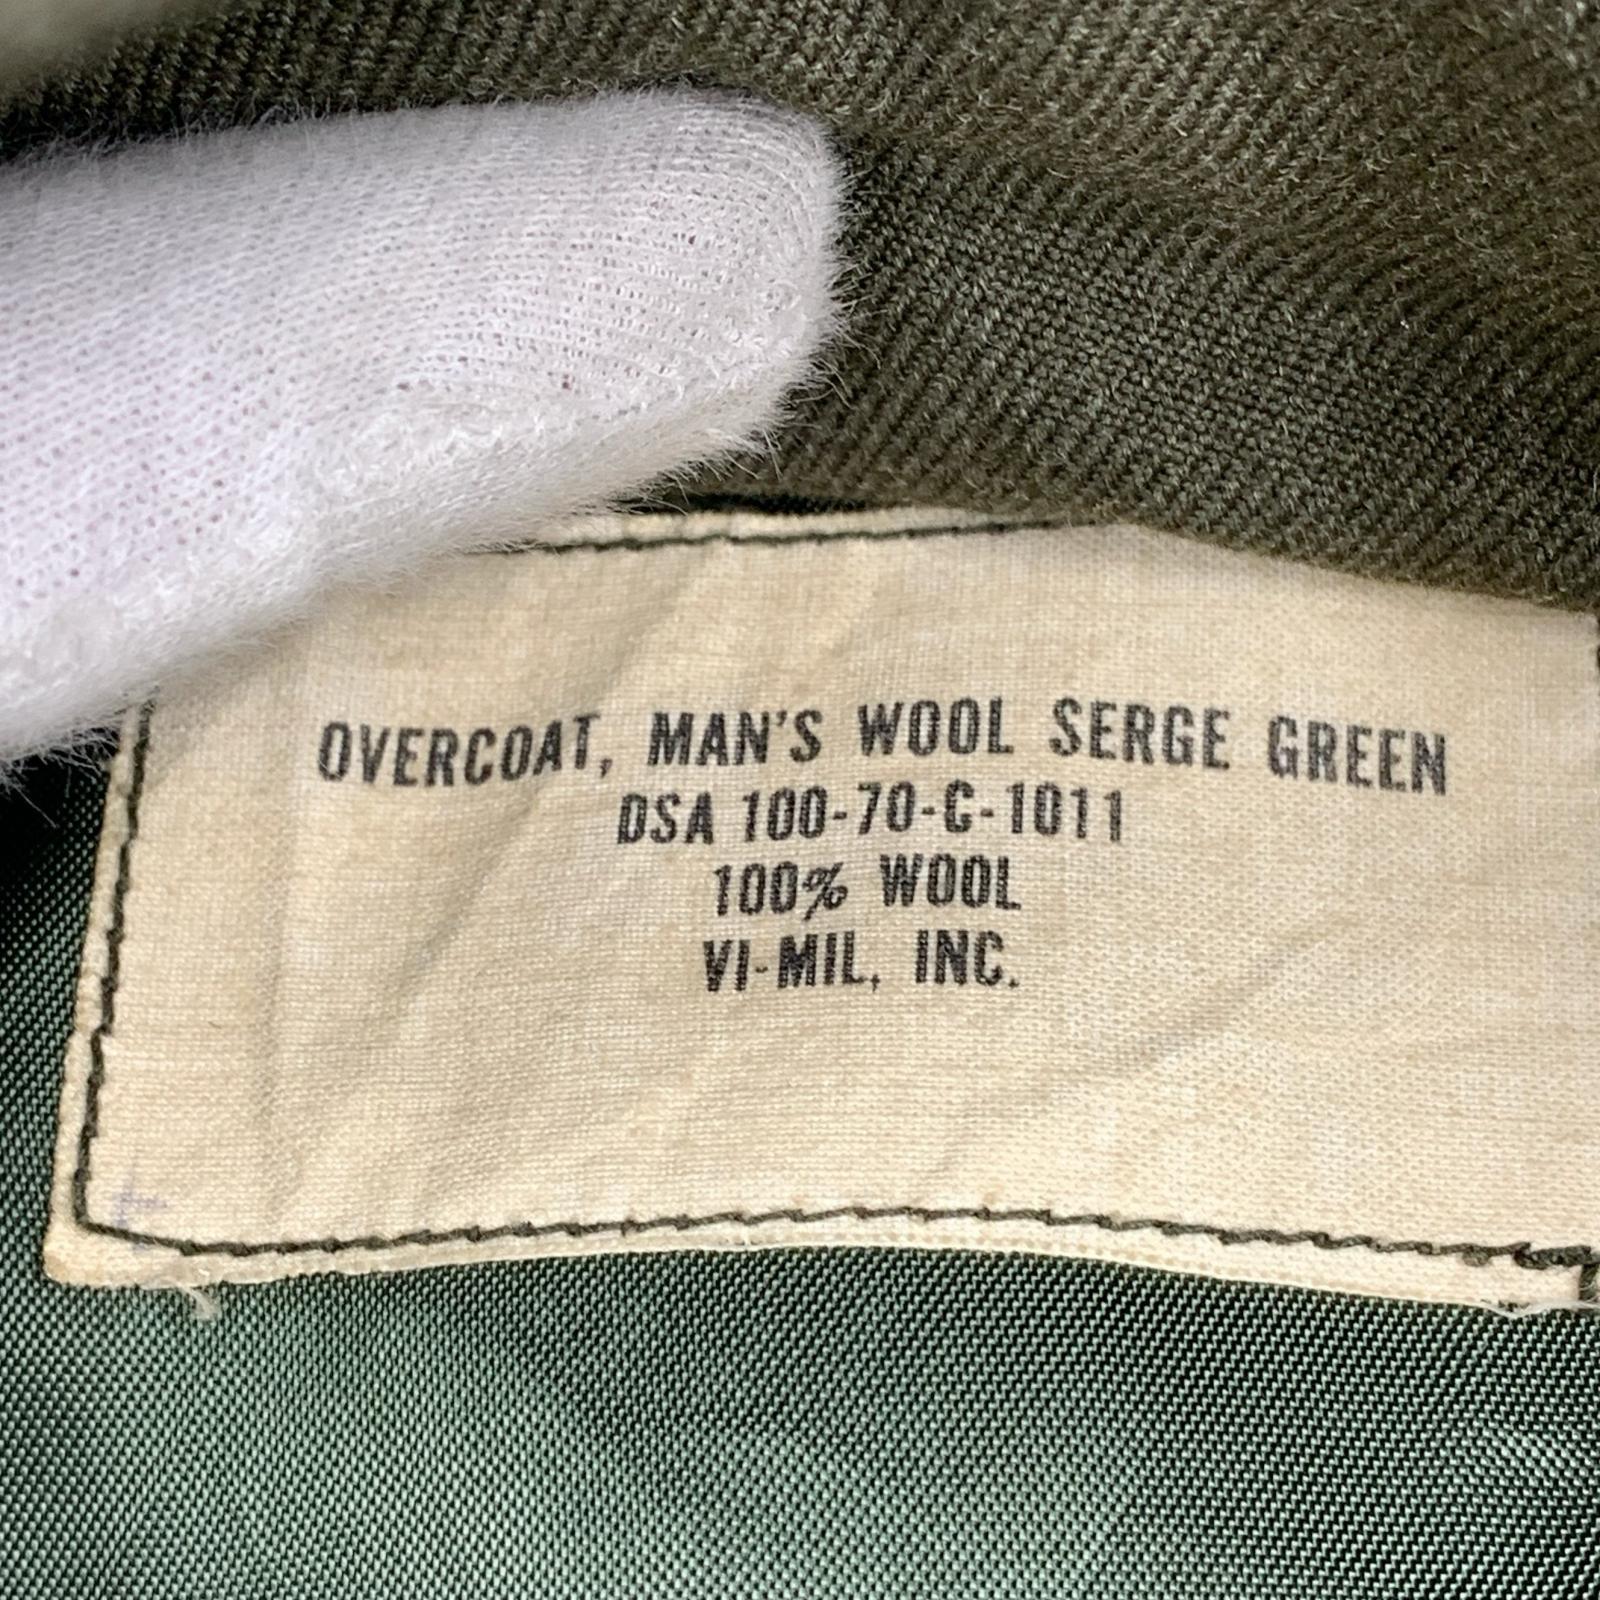 OVERCOAT, MAN'S WOOL SERGE GREEN
DSA 100-70-C-1011
100% WOOL
VI-MIL, INC.